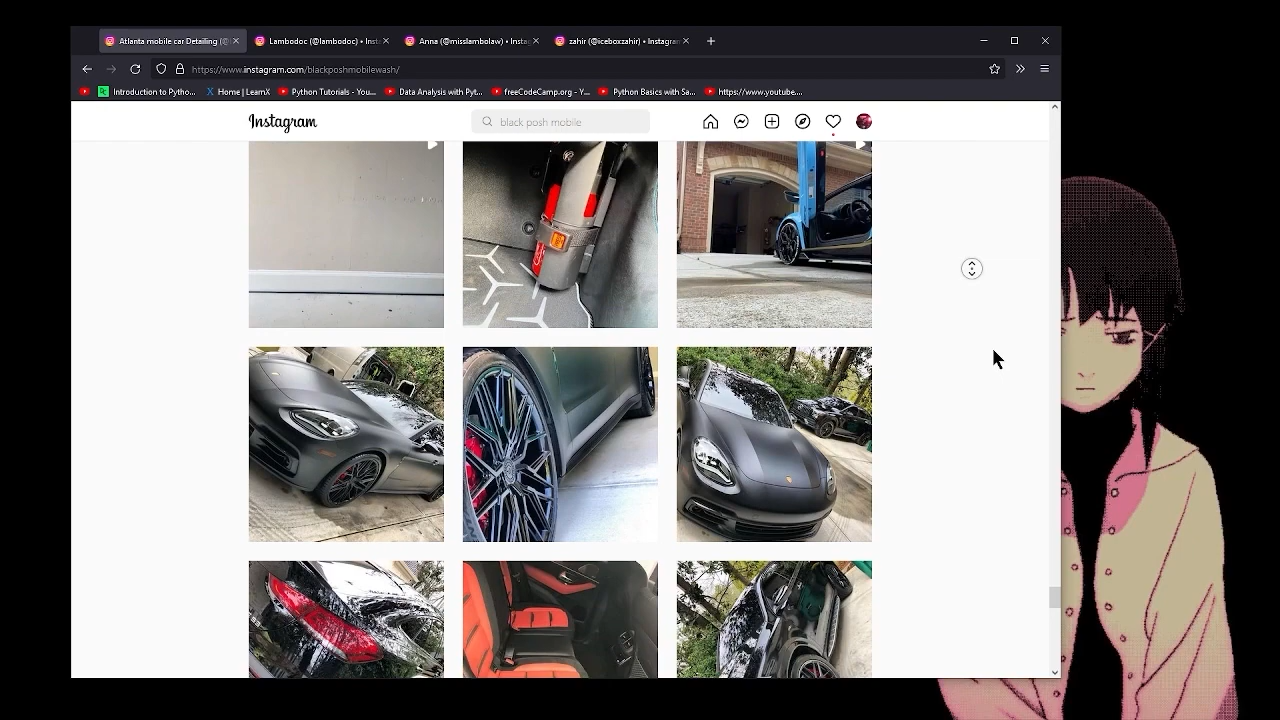 Atlanta mobile car Detailing (@
Lambodoc (@lambodoc) • Inst
Anna (@misslambolaw) • Instag
zahir (@iceboxzahir) • Instagram
https://www.instagram.com/blackposhmobilewash/
Introduction to Pytho...
X Home | LearnX
Python Tutorials - You...
Data Analysis with Pyt...
freeCodeCamp.org - Y...
Python Basics with Sa...
https://www.youtube....
Instagram
black posh mobile